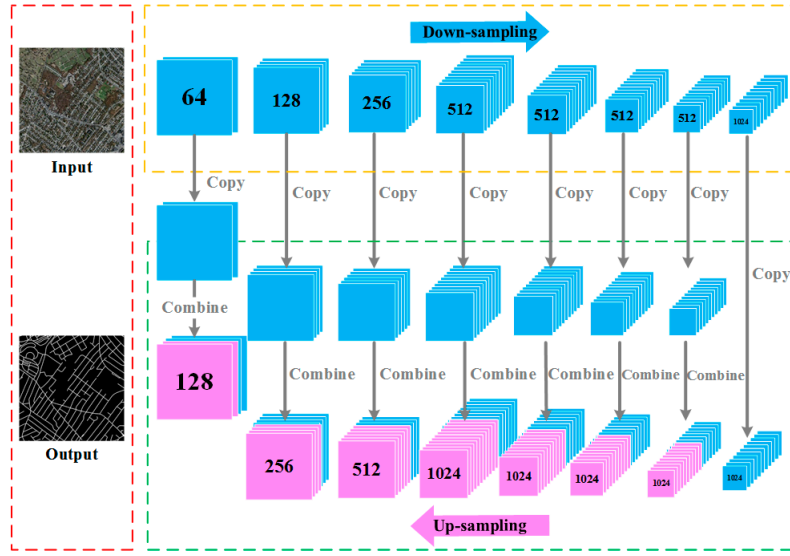 Down-sampling
64
128
256
512
512
512
512
1024
Input
Copy
Copy
Copy
Copy
Copy
Copy
Copy
Copy
Combine
Combine
Combine
Combine
Combine
Combine
Combine
128
Output
256
512
1024
1024
1024
1024
1024
Up-sampling